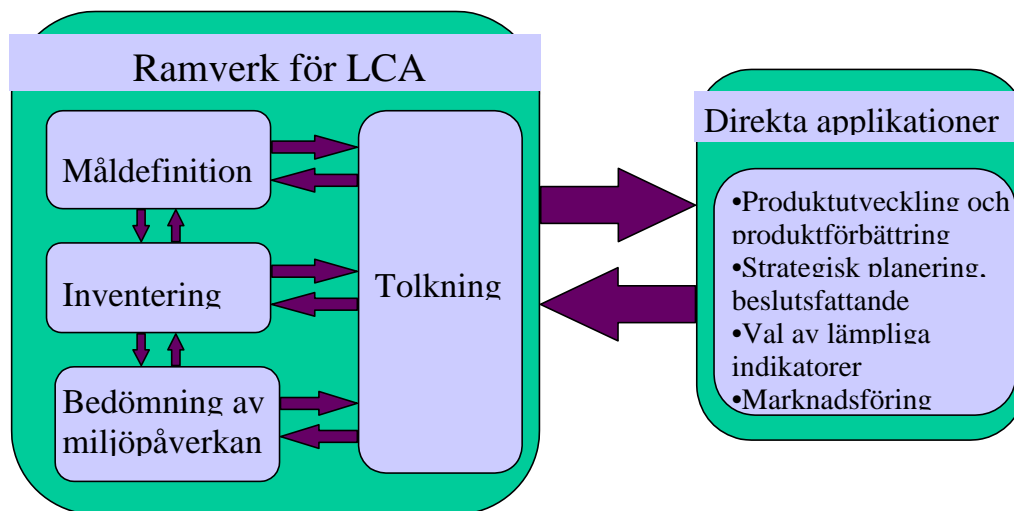 Ramverk för LCA
Måldefinition
Inventering
Bedömning av
miljöpåverkan
Tolkning
Direkta applikationer
•Produktutveckling och
produktförbättring
•Strategisk planering,
beslutsfattande
•Val av lämpliga
indikatorer
•Marknadsföring